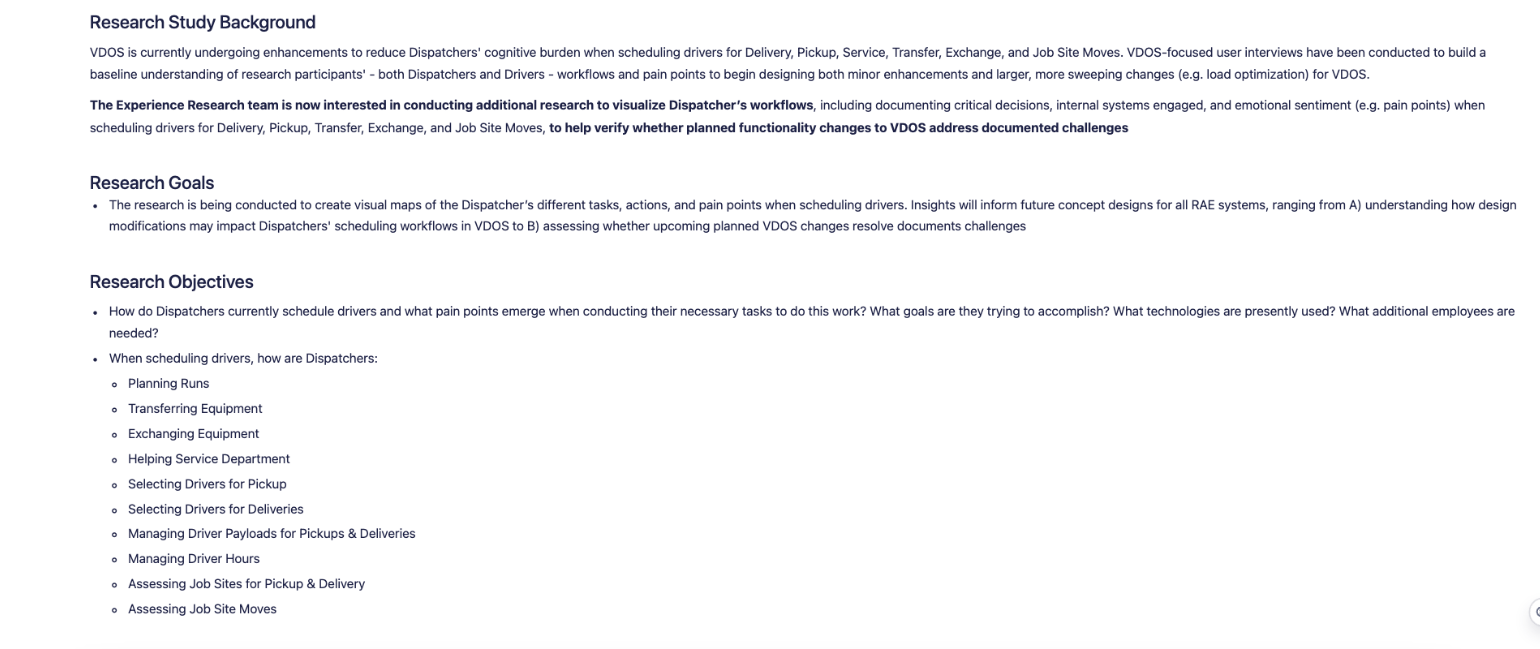 Research Study Background
VDOS is currently undergoing enhancements to reduce Dispatchers' cognitive burden when scheduling drivers for Delivery, Pickup, Service, Transfer, Exchange, and Job Site Moves. VDOS-focused user interviews have been conducted to build a
baseline understanding of research participants' - both Dispatchers and Drivers - workflows and pain points to begin designing both minor enhancements and larger, more sweeping changes (e.g. load optimization) for VDOS.
The Experience Research team is now interested in conducting additional research to visualize Dispatcher's workflows, including documenting critical decisions, internal systems engaged, and emotional sentiment (e.g. pain points) when
scheduling drivers for Delivery, Pickup, Transfer, Exchange, and Job Site Moves, to help verify whether planned functionality changes to VDOS address documented challenges
Research Goals
• The research is being conducted to create visual maps of the Dispatcher's different tasks, actions, and pain points when scheduling drivers. Insights will inform future concept designs for all RAE systems, ranging from A) understanding how design
modifications may impact Dispatchers' scheduling workflows in VDOS to B) assessing whether upcoming planned VDOS changes resolve documents challenges
Research Objectives
• How do Dispatchers currently schedule drivers and what pain points emerge when conducting their necessary tasks to do this work? What goals are they trying to accomplish? What technologies are presently used? What additional employees are
needed?
• When scheduling drivers, how are Dispatchers:
◦ Planning Runs
◦ Transferring Equipment
◦ Exchanging Equipment
◦ Helping Service Department
◦ Selecting Drivers for Pickup
◦ Selecting Drivers for Deliveries
◦ Managing Driver Payloads for Pickups & Deliveries
◦ Managing Driver Hours
◦ Assessing Job Sites for Pickup & Delivery
◦ Assessing Job Site Moves